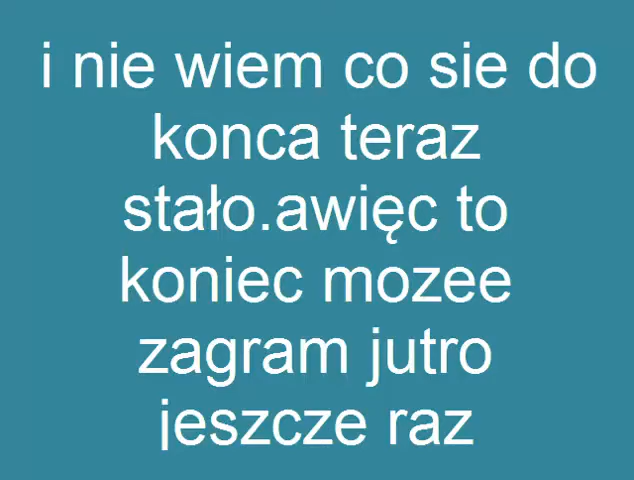 i nie wiem co sie do
konca teraz
stało.awięc to
koniec mozee
zagram jutro
jeszcze raz